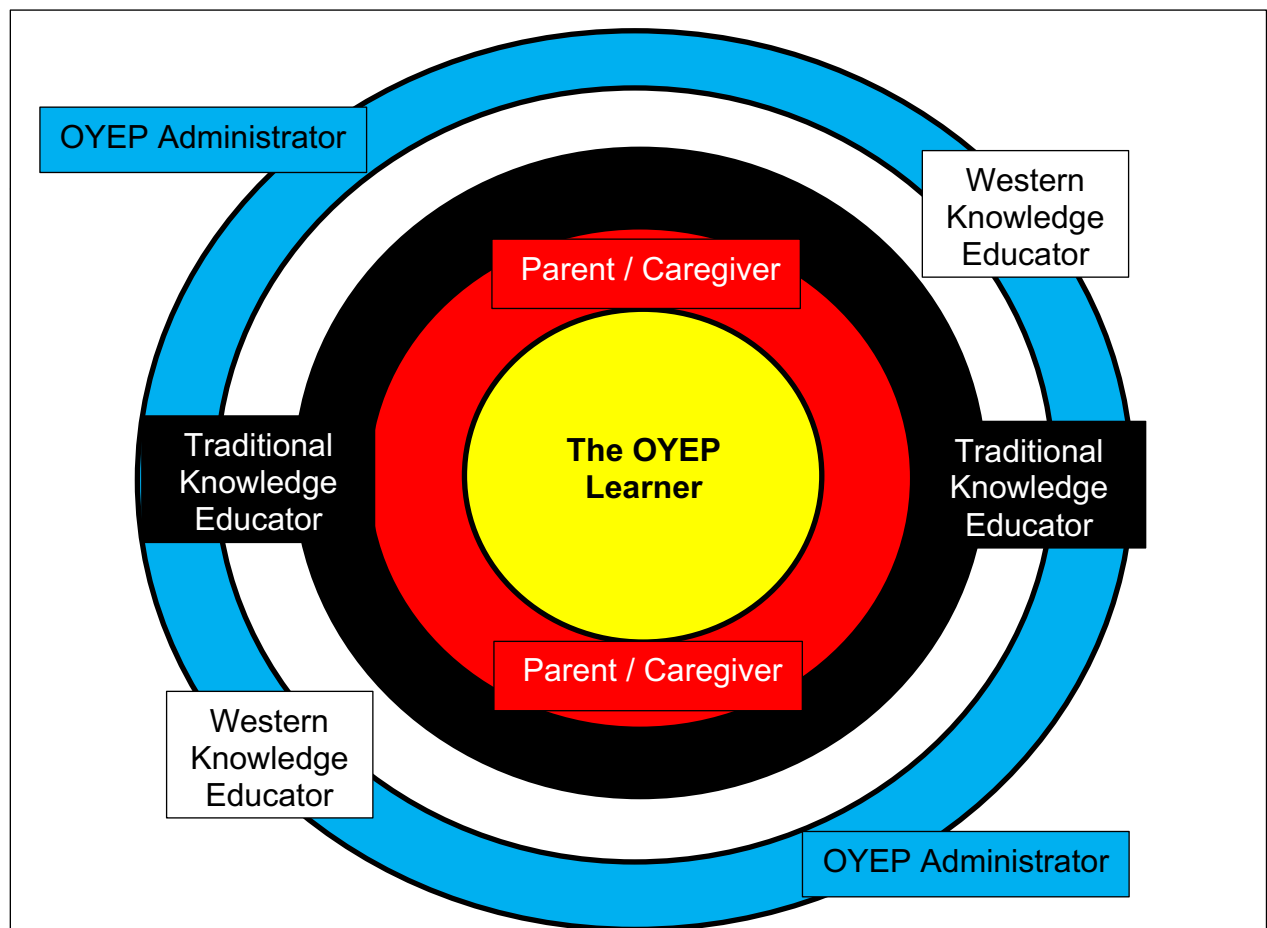 OYEP Administrator
Western
Knowledge
Educator
Parent / Caregiver
Traditional
Knowledge
Educator
The OYEP
Learner
Traditional
Knowledge
Educator
Parent / Caregiver
Western
Knowledge
Educator
OYEP Administrator